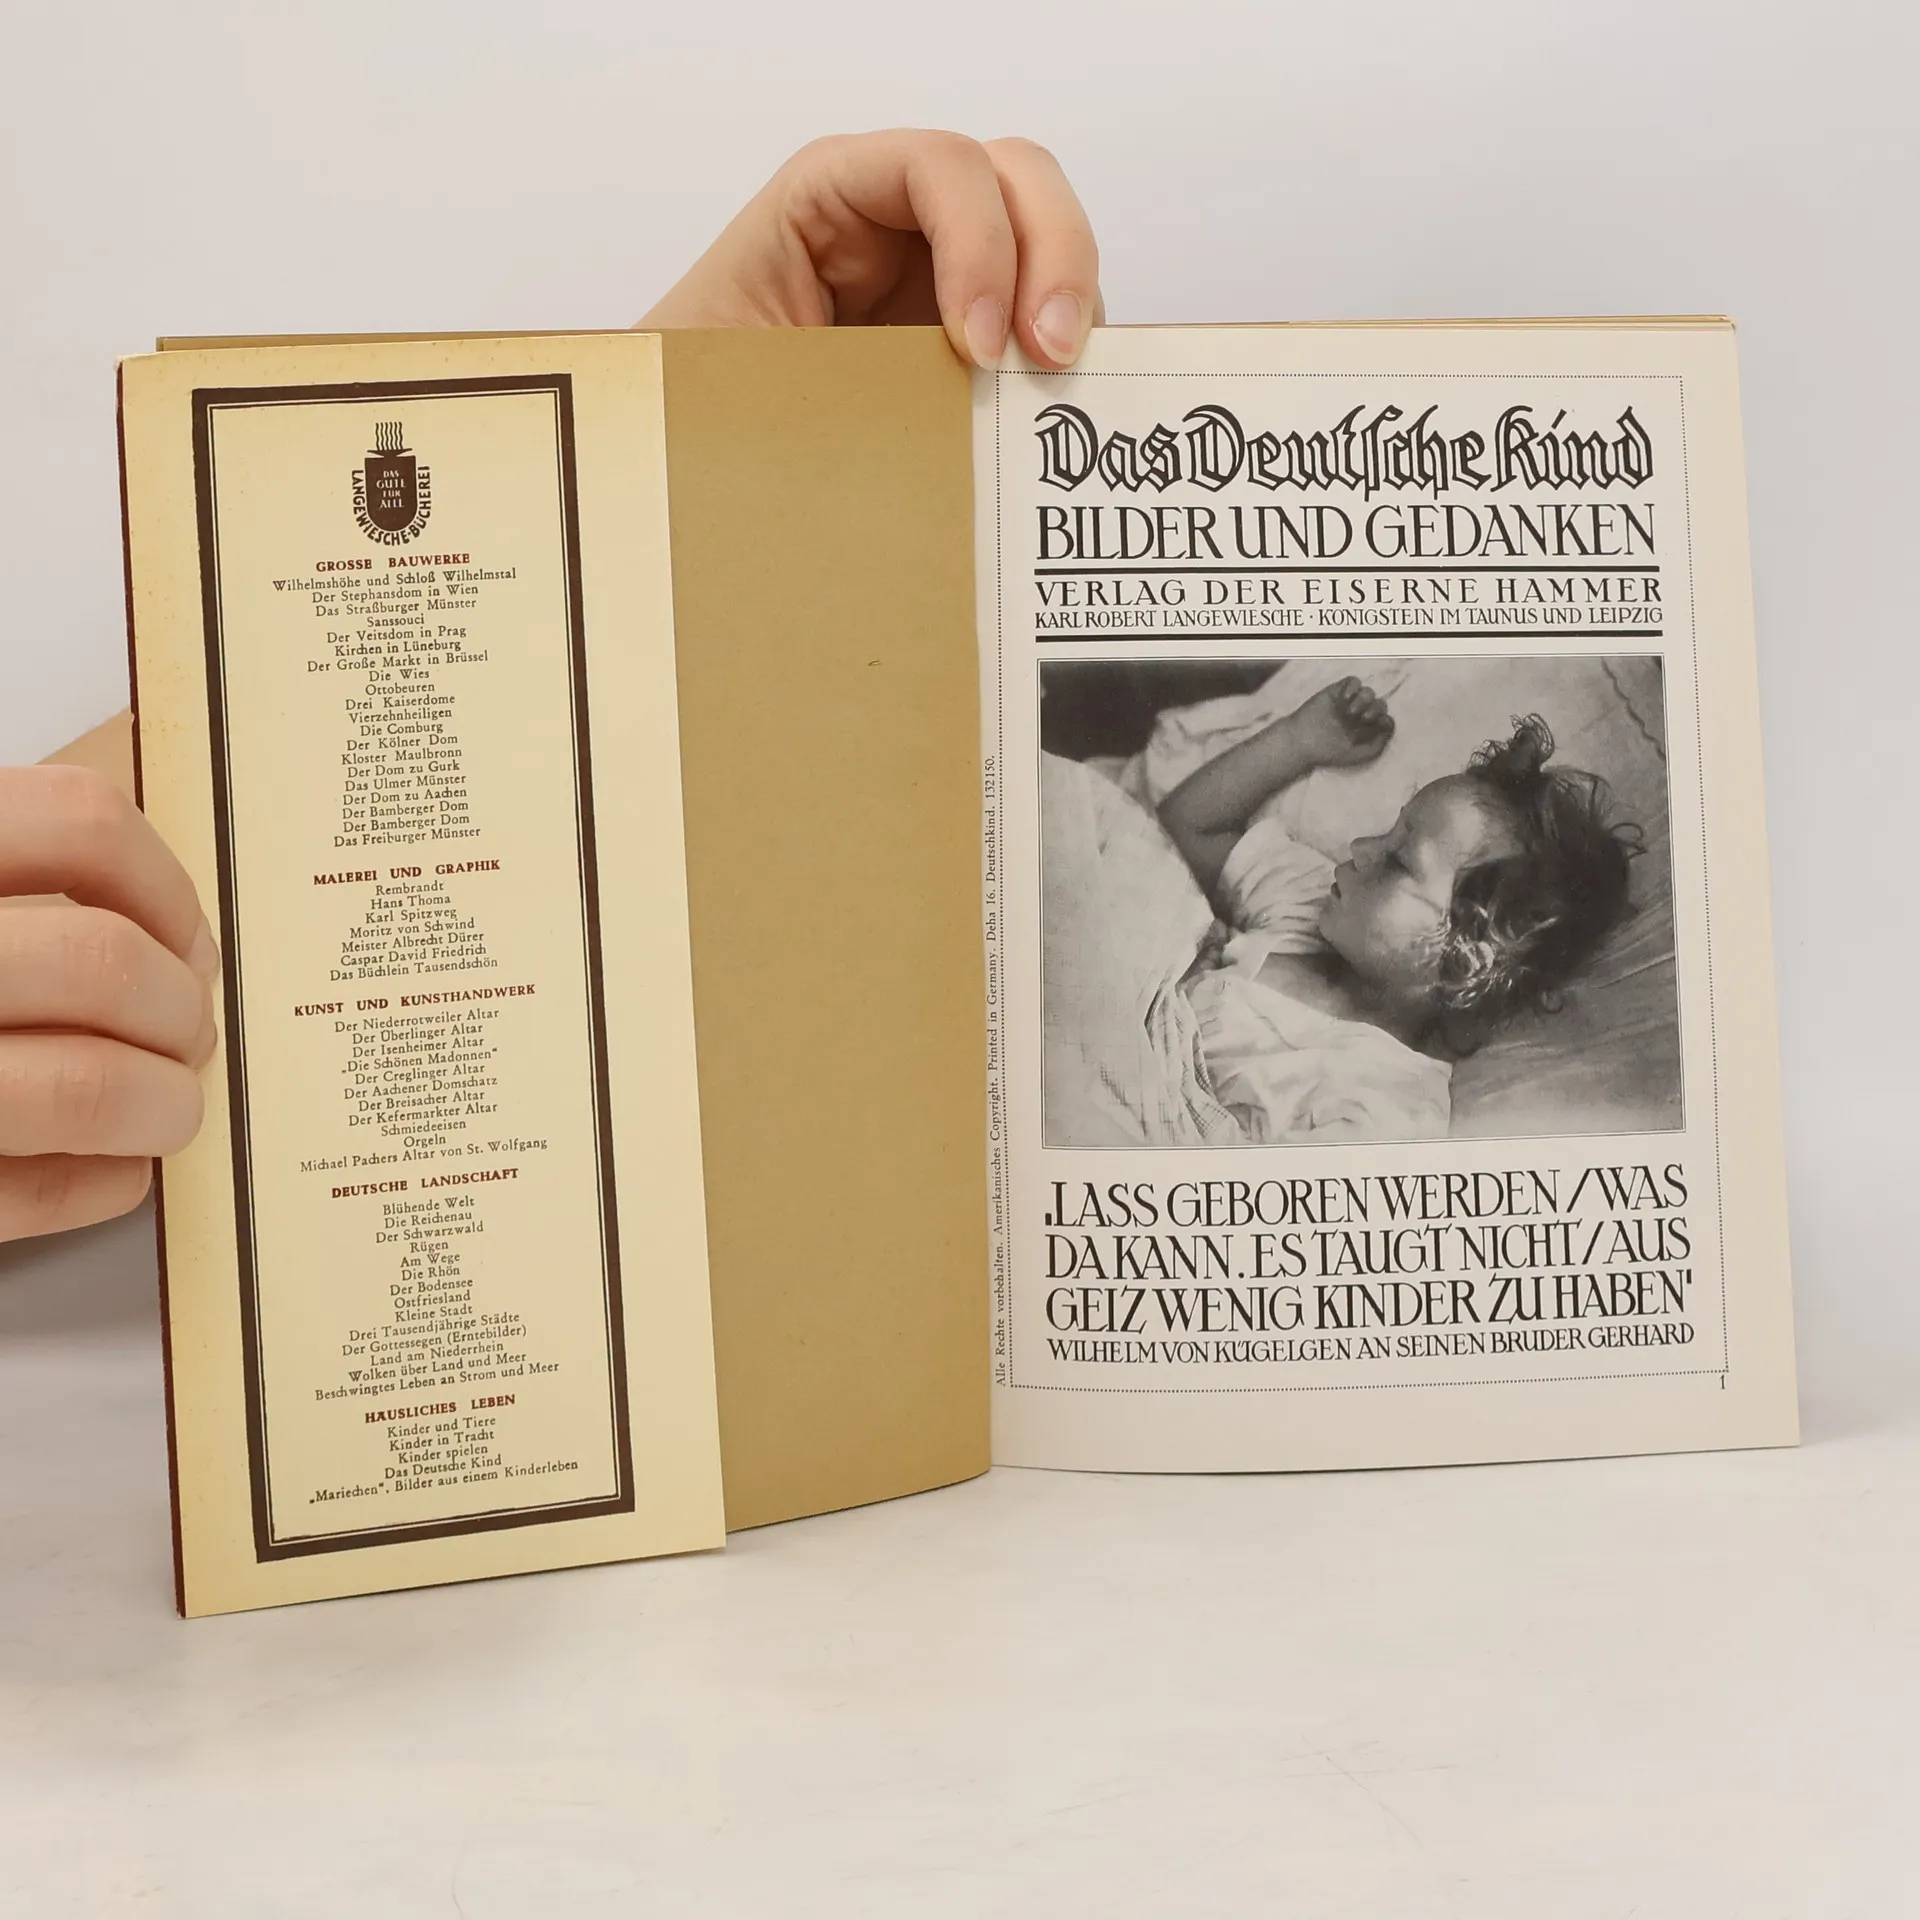 DAS
GUTE
FÜR
ALLE
LANGEWIESCHE-BÜCHEREI
GROSSE BAUWERKE
Wilhelmshöhe und Schloß Wilhelmstal
Der Stephansdom in Wien
Das Straßburger Münster
Sanssouci
Der Veitsdom in Prag
Kirchen in Lüneburg
Der Große Markt in Brüssel
Die Wies
Ottobeuren
Drei Kaiserdome
Vierzehnheiligen
Die Comburg
Der Kölner Dom
Kloster Maulbronn
Der Dom zu Gurk
Das Ulmer Münster
Der Dom zu Aachen
Der Bamberger Dom
Der Bamberger Dom
Das Freiburger Münster
MALEREI UND GRAPHIK
Rembrandt
Hans Thoma
Karl Spitzweg
Moritz von Schwind
Meister Albrecht Dürer
Caspar David Friedrich
Das Büchlein Tausendschön
KUNST UND KUNSTHANDWERK
Der Niederrotweiler Altar
Der Überlinger Altar
Der Isenheimer Altar
„Die Schönen Madonnen“
Der Creglinger Altar
Der Aachener Domschatz
Der Breisacher Altar
Der Kefermarkter Altar
Schmiedeeisen
Orgeln
Michael Pachers Altar von St. Wolfgang
DEUTSCHE LANDSCHAFT
Blühende Welt
Die Reichenau
Der Schwarzwald
Rügen
Am Wege
Die Rhön
Der Bodensee
Ostfriesland
Kleine Stadt
Drei Tausendjährige Städte
Der Gottessegen (Erntebilder)
Land am Niederrhein
Wolken über Land und Meer
Beschwingtes Leben an Strom und Meer
HÄUSLICHES LEBEN
Kinder und Tiere
Kinder in Tracht
Kinder spielen
Das Deutsche Kind
„Mariechen“. Bilder aus einem Kinderleben
Das Deutsche Kind
BILDER UND GEDANKEN
VERLAG DER EISERNE HAMMER
KARL ROBERT LANGEWIESCHE · KÖNIGSTEIN IM TAUNUS UND LEIPZIG
Alle Rechte vorbehalten. Amerikanisches Copyright. Printed in Germany. Deha 16. Deutschkind. 132150.
„LASS GEBOREN WERDEN / WAS
DA KANN. ES TAUGT NICHT / AUS
GEIZ WENIG KINDER ZU HABEN"
WILHELM VON KÜGELGEN AN SEINEN BRUDER GERHARD
1